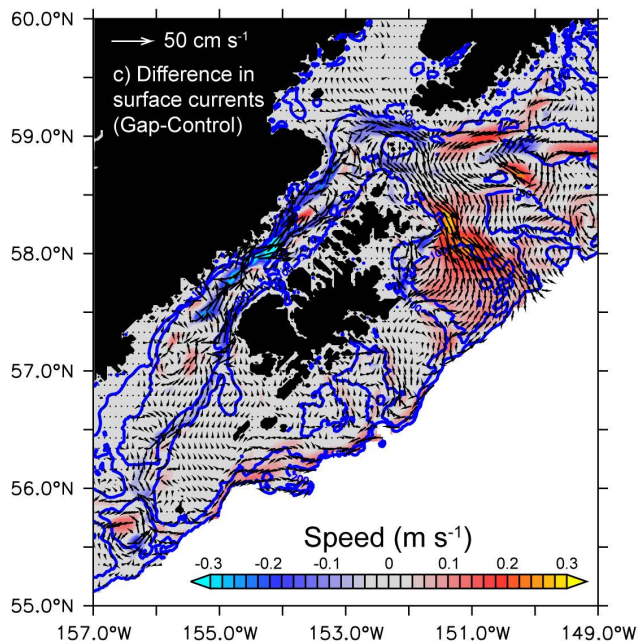 60.0°N
50 cm s-1
c) Difference in
surface currents
(Gap-Control)
59.0°N
58.0°N
57.0°N
56.0°N
Speed (m s-1)
-0.3 -0.2 -0.1 0 0.1 0.2 0.3
55.0°N
157.0°W 155.0°W 153.0°W 151.0°W 149.0°W